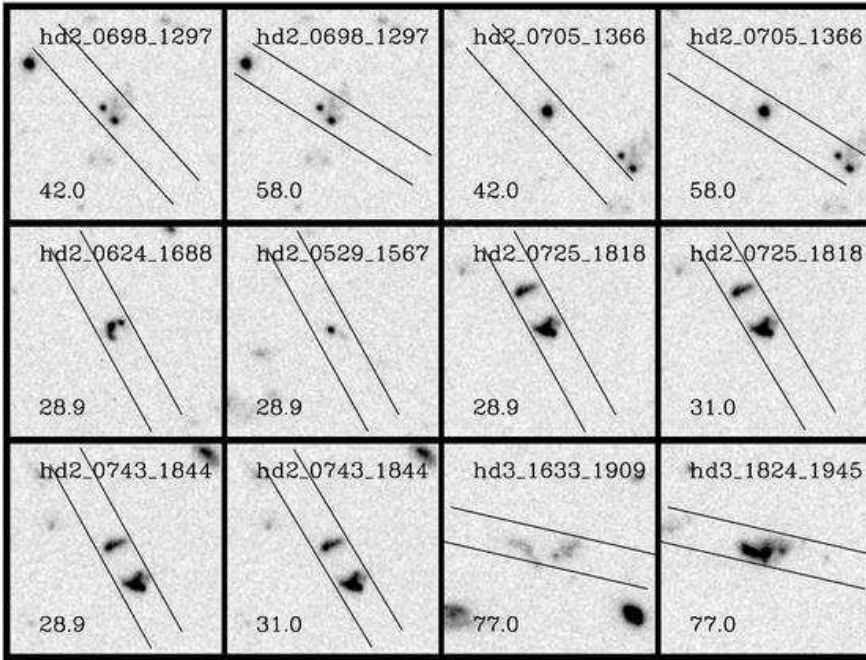 hd2_0698_1297
hd2_0698_1297
hd2_0705_1366
hd2_0705_1366
42.0
58.0
42.0
58.0
hd2_0624_1688
hd2_0529_1567
hd2_0725_1818
hd2_0725_1818
28.9
28.9
28.9
31.0
hd2_0743_1844
hd2_0743_1844
hd3_1633_1909
hd3_1824_1945
28.9
31.0
77.0
77.0